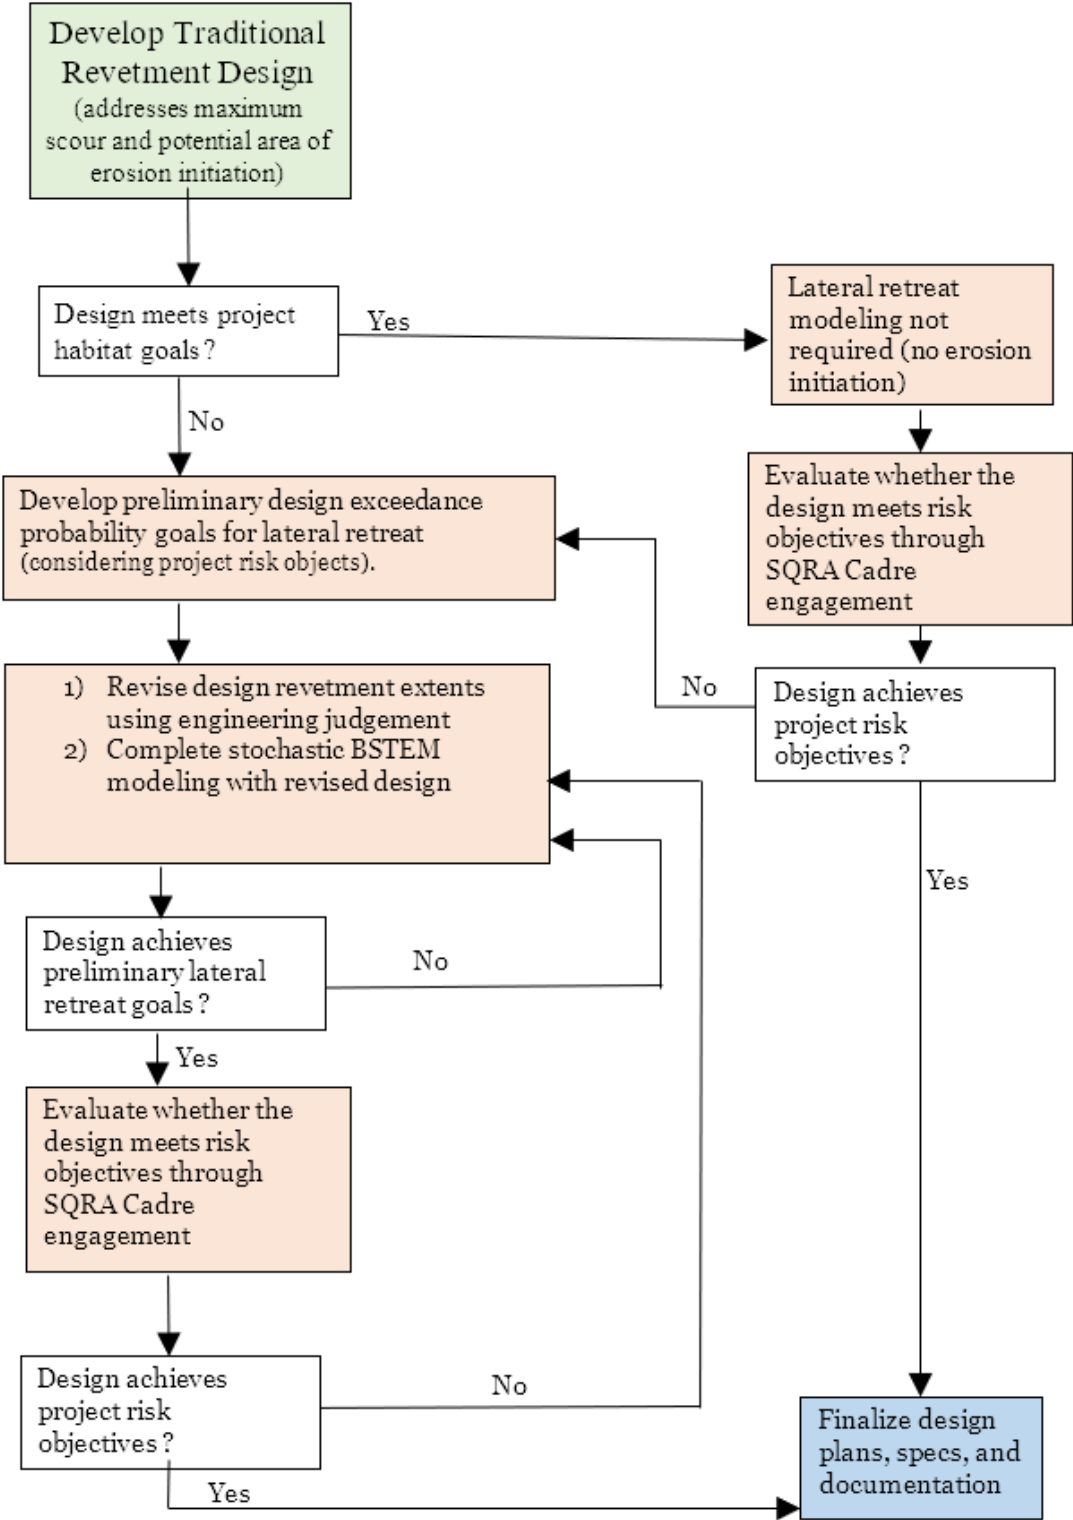 Develop Traditional
Revetment Design
(addresses maximum
scour and potential area of
erosion initiation)
Design meets project
habitat goals?
Yes
Lateral retreat
modeling not
required (no erosion
initiation)
No
Evaluate whether the
design meets risk
objectives through
SQRA Cadre
engagement
Develop preliminary design exceedance
probability goals for lateral retreat
(considering project risk objects).
No
Design achieves
project risk
objectives?
1) Revise design revetment extents
using engineering judgement
2) Complete stochastic BSTEM
modeling with revised design
Yes
Design achieves
preliminary lateral
retreat goals?
No
Yes
Evaluate whether the
design meets risk
objectives through
SQRA Cadre
engagement
Design achieves
project risk
objectives?
No
Yes
Finalize design
plans, specs, and
documentation